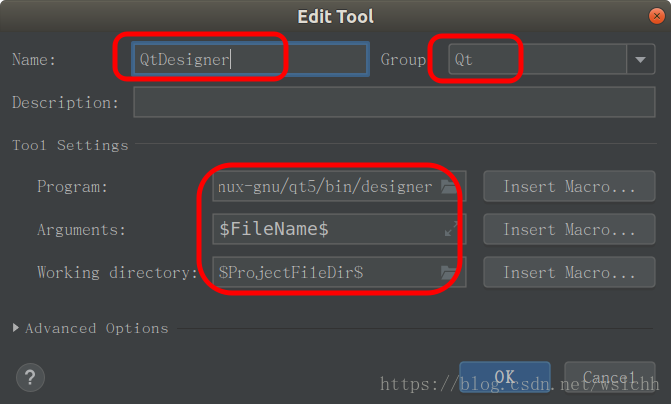 Edit Tool
Name: QtDesigner Group Qt
Description:
Tool Settings
Program: nux-gnu/qt5/bin/designer Insert Macro...
Arguments: $FileName$ Insert Macro...
Working directory: $ProjectFileDir$ Insert Macro...
Advanced Options
? OK Cancel
https://blog.csdn.net/wsichh